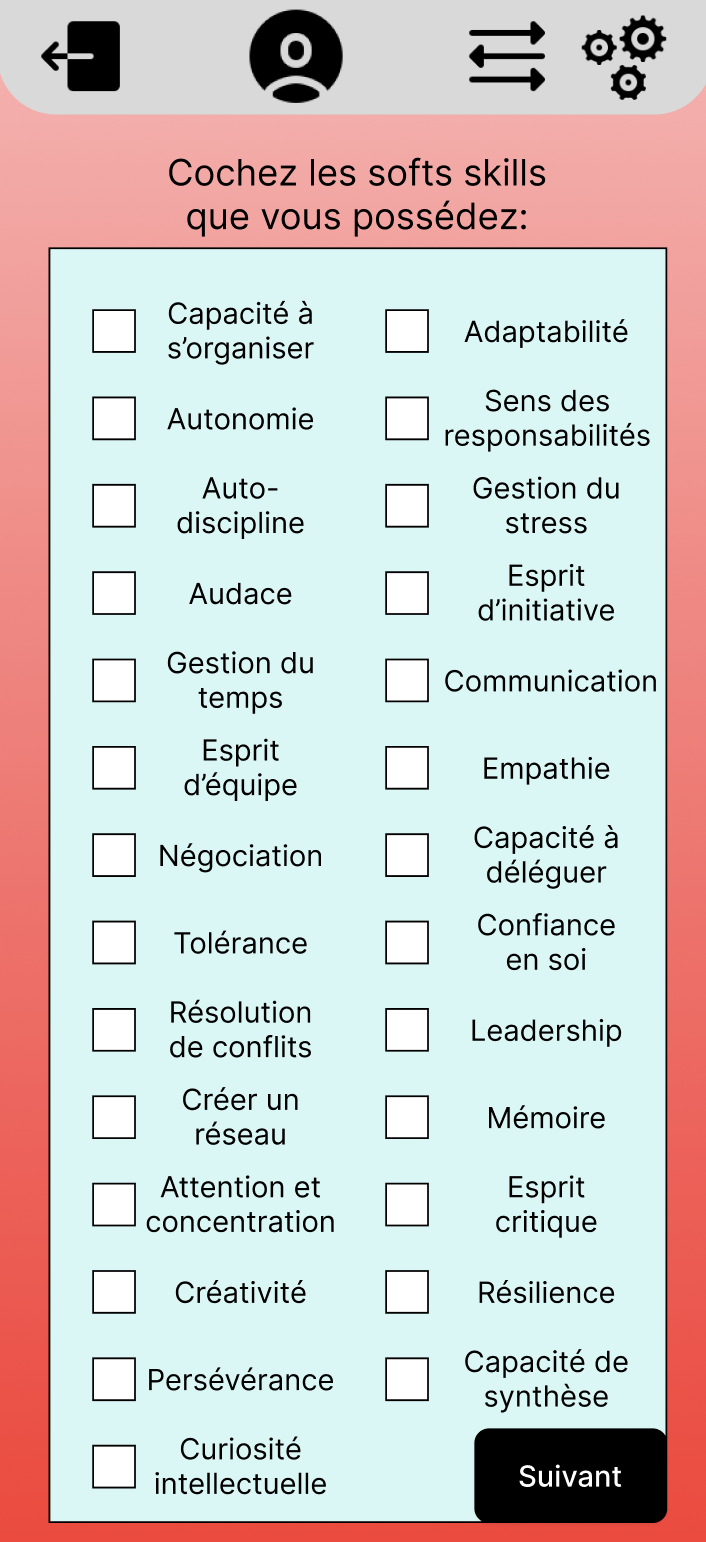 Cochez les softs skills
que vous possédez:
Capacité à
s’organiser
Adaptabilité
Autonomie
Sens des
responsabilités
Auto-
discipline
Gestion du
stress
Audace
Esprit
d’initiative
Gestion du
temps
Communication
Esprit
d’équipe
Empathie
Négociation
Capacité à
déléguer
Tolérance
Confiance
en soi
Résolution
de conflits
Leadership
Créer un
réseau
Mémoire
Attention et
concentration
Esprit
critique
Créativité
Résilience
Persévérance
Capacité de
synthèse
Curiosité
intellectuelle
Suivant